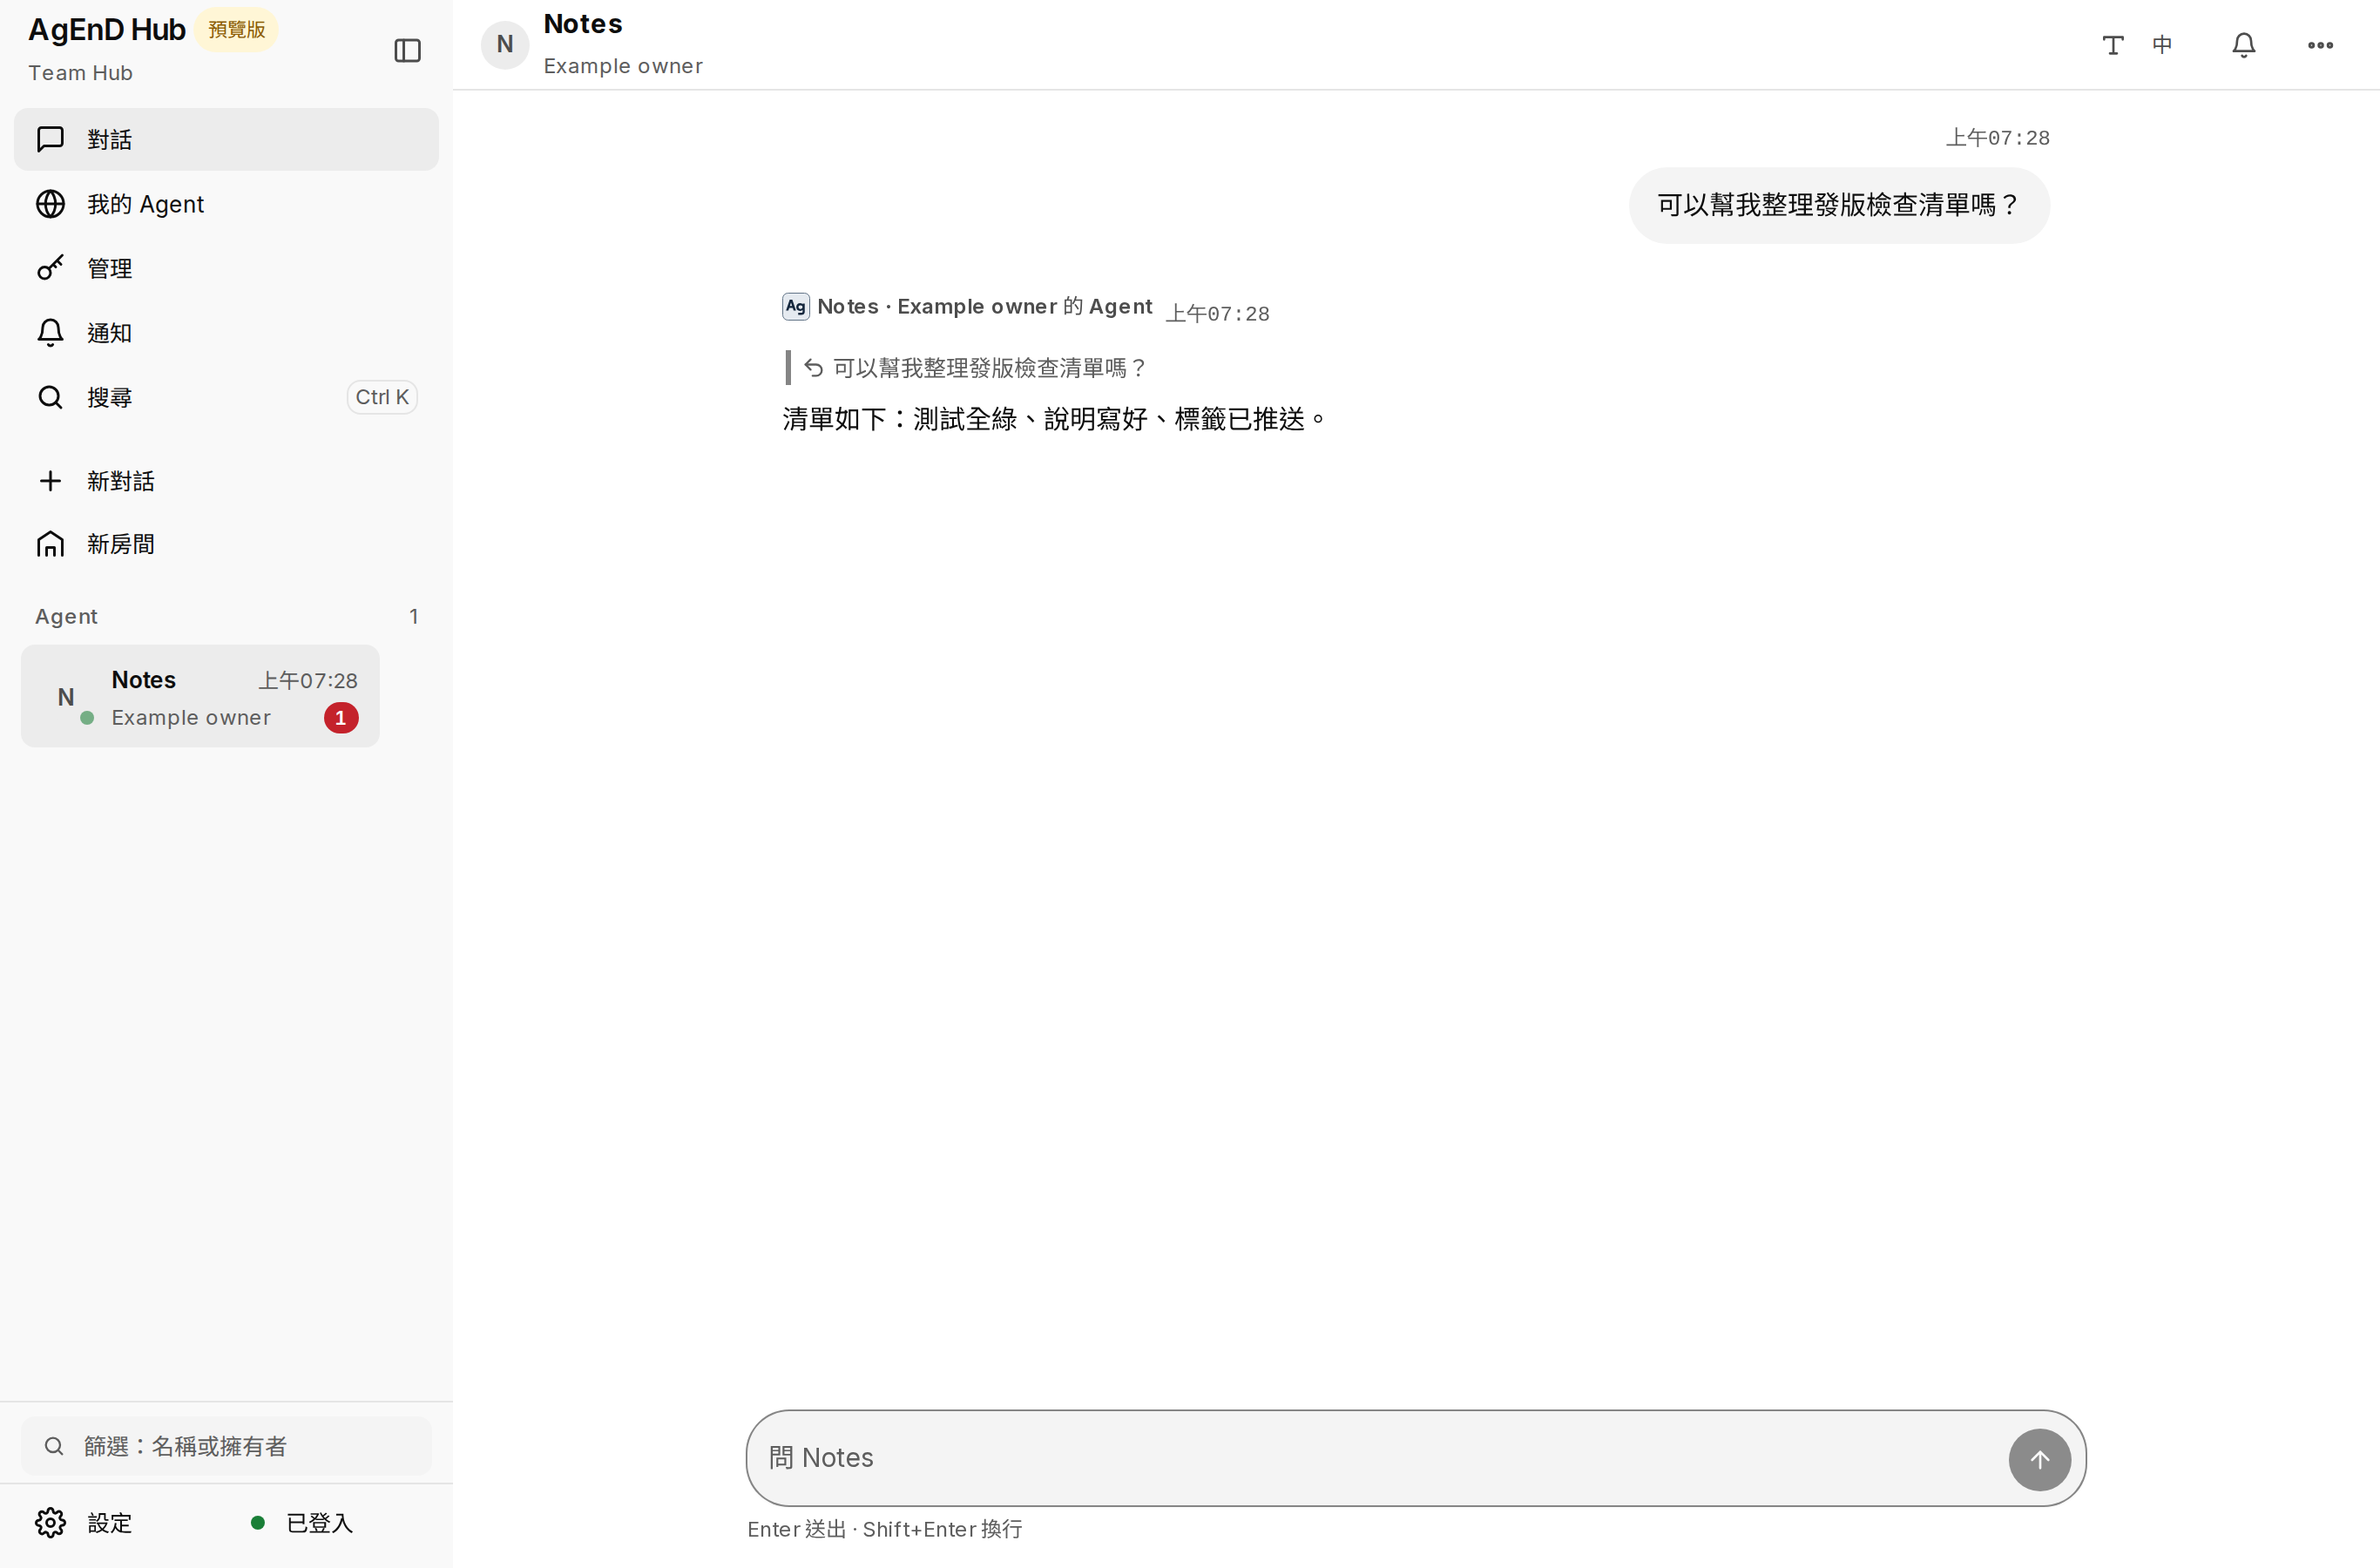 AgEnD Hub 預覽版
Team Hub
對話
我的 Agent
管理
通知
搜尋 Ctrl K
新對話
新房間
Agent 1
N Notes 上午07:28
Example owner 1
篩選：名稱或擁有者
設定 已登入
N Notes
Example owner
中
上午07:28
可以幫我整理發版檢查清單嗎？
Ag Notes · Example owner 的 Agent 上午07:28
可以幫我整理發版檢查清單嗎？
清單如下：測試全綠、說明寫好、標籤已推送。
問 Notes
Enter 送出 · Shift+Enter 換行